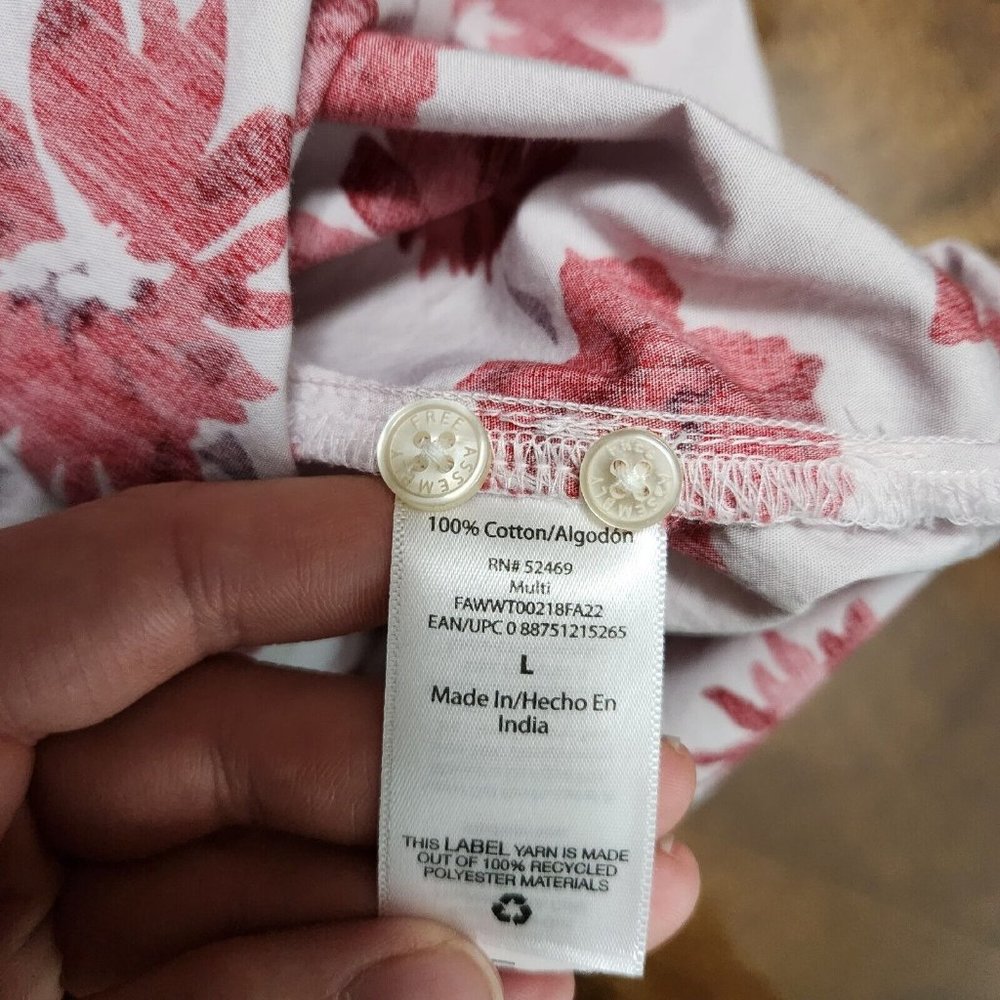 FREE ASSEMBLY
FREE ASSEMBLY
100% Cotton/Algodón
RN# 52469
Multi
FAWWT00218FA22
EAN/UPC 0 88751215265
L
Made In/Hecho En
India
THIS LABEL YARN IS MADE
OUT OF 100% RECYCLED
POLYESTER MATERIALS